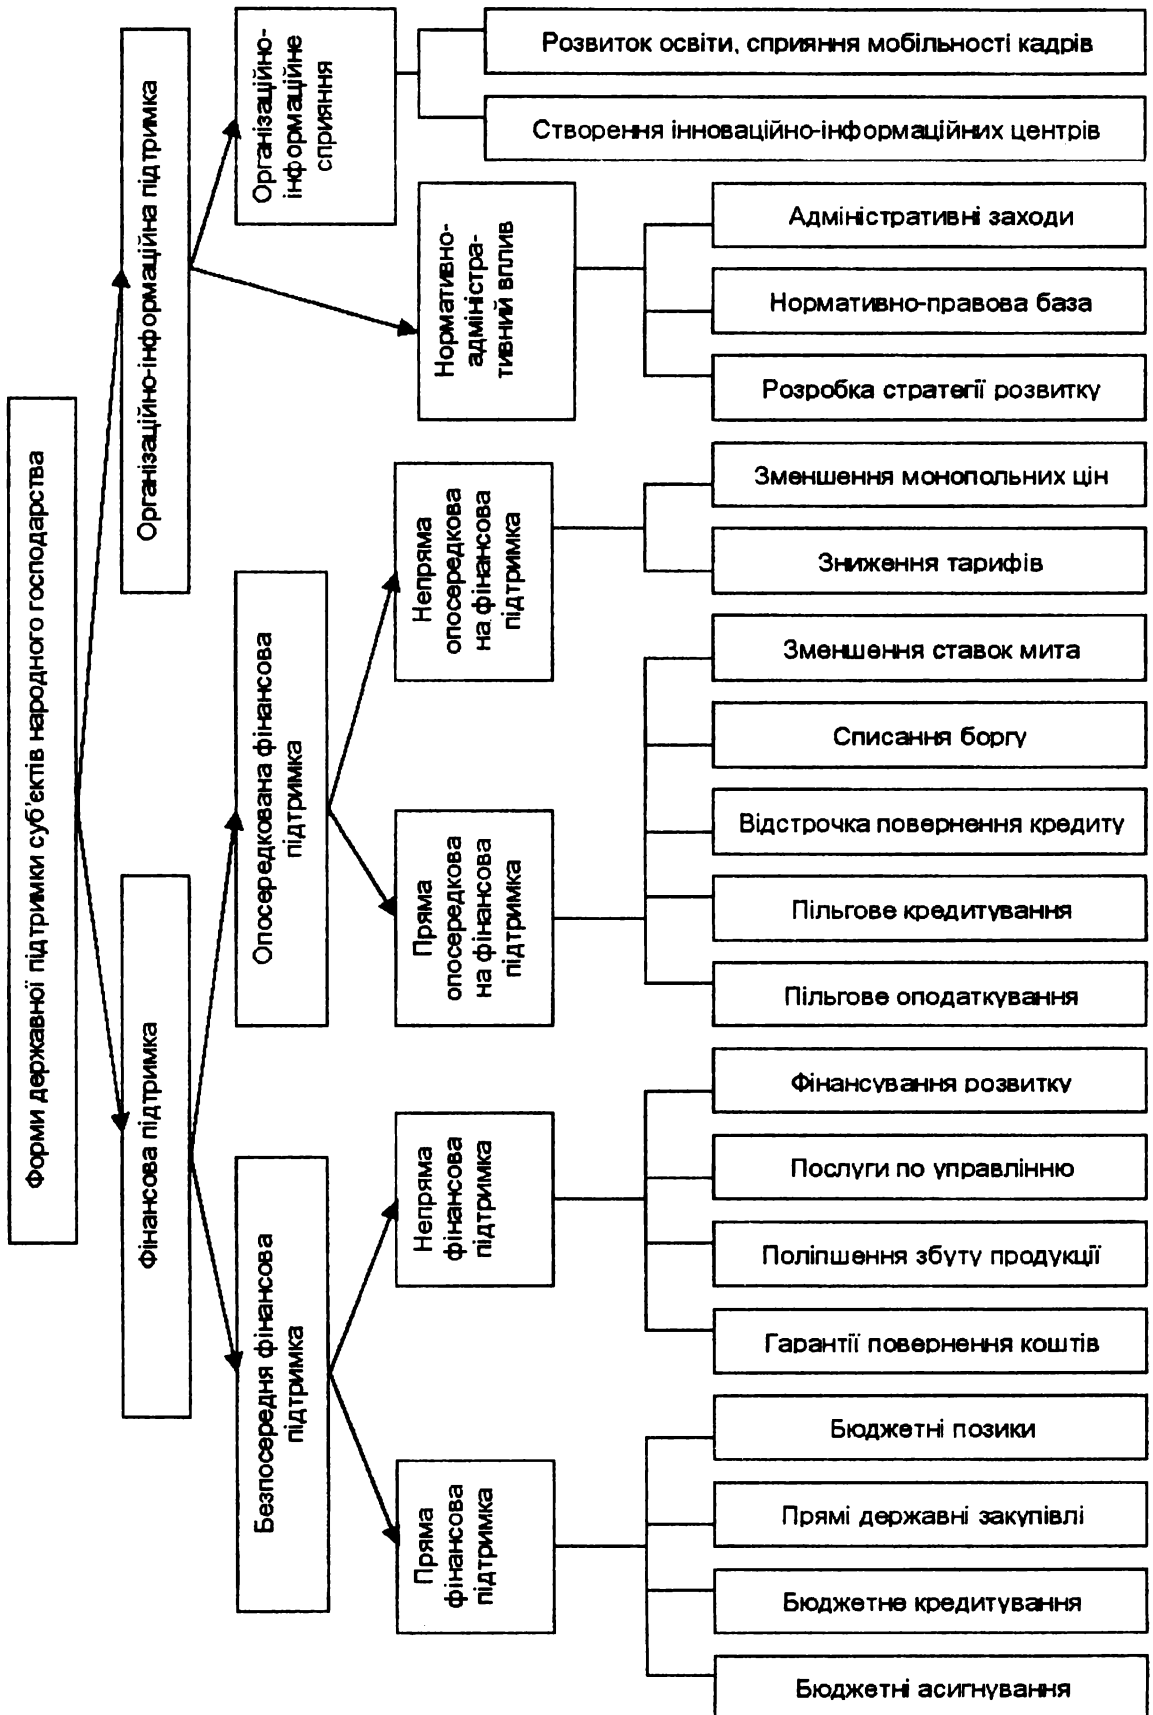 Форми державної підтримки суб'єктів народного господарства
Фінансова підтримка
Організаційно-інформаційна підтримка
Безпосередня фінансова
підтримка
Опосередкована фінансова
підтримка
Організаційно-
інформаційне
сприяння
Пряма
фінансова
підтримка
Непряма
фінансова
підтримка
Пряма
опосередкова
на фінансова
підтримка
Непряма
опосередкова
на фінансова
підтримка
Нормативно-
адміністра-
тивний вплив
Розвиток освіти, сприяння мобільності кадрів
Створення інноваційно-інформаційних центрів
Адміністративні заходи
Нормативно-правова база
Розробка стратегії розвитку
Зменшення монопольних цін
Зниження тарифів
Зменшення ставок мита
Списання боргу
Відстрочка повернення кредиту
Пільгове кредитування
Пільгове оподаткування
Фінансування розвитку
Послуги по управлінню
Поліпшення збуту продукції
Гарантії повернення коштів
Бюджетні позики
Прямі державні закупівлі
Бюджетне кредитування
Бюджетні асигнування